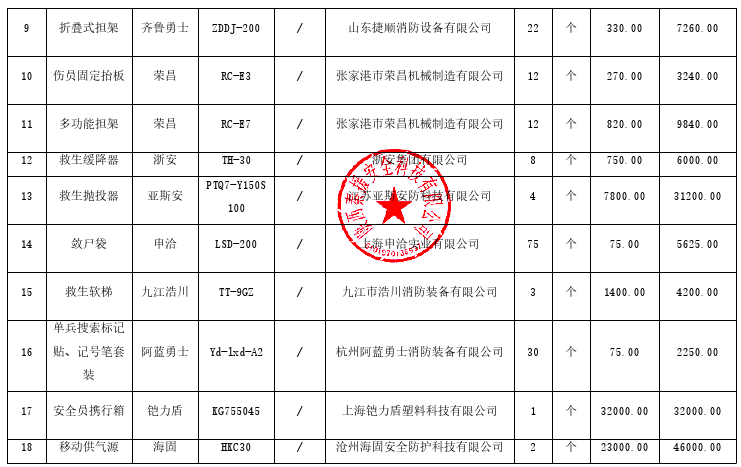 9 折叠式担架 齐鲁勇士 ZDDJ-200 / 山东捷顺消防设备有限公司 22 个 330.00 7260.00
10 伤员固定抬板 荣昌 RC-E3 / 张家港市荣昌机械制造有限公司 12 个 270.00 3240.00
11 多功能担架 荣昌 RC-E7 / 张家港市荣昌机械制造有限公司 12 个 820.00 9840.00
12 救生缓降器 浙安 TH-30 / 浙安集团有限公司 8 个 750.00 6000.00
13 救生抛投器 亚斯安 PTQ7-Y150S100 / 江苏亚斯安防科技有限公司 4 个 7800.00 31200.00
14 敛尸袋 申洽 LSD-200 / 上海申洽实业有限公司 75 个 75.00 5625.00
15 救生软梯 九江浩川 TT-9GZ / 九江市浩川消防装备有限公司 3 个 1400.00 4200.00
16 单兵搜索标记贴、记号笔套装 阿蓝勇士 Yd-lxd-A2 / 杭州阿蓝勇士消防装备有限公司 30 个 75.00 2250.00
17 安全员携行箱 铠力盾 KG755045 / 上海铠力盾塑料科技有限公司 1 个 32000.00 32000.00
18 移动供气源 海固 HKC30 / 沧州海固安全防护科技有限公司 2 个 23000.00 46000.00
安全科技有限公司